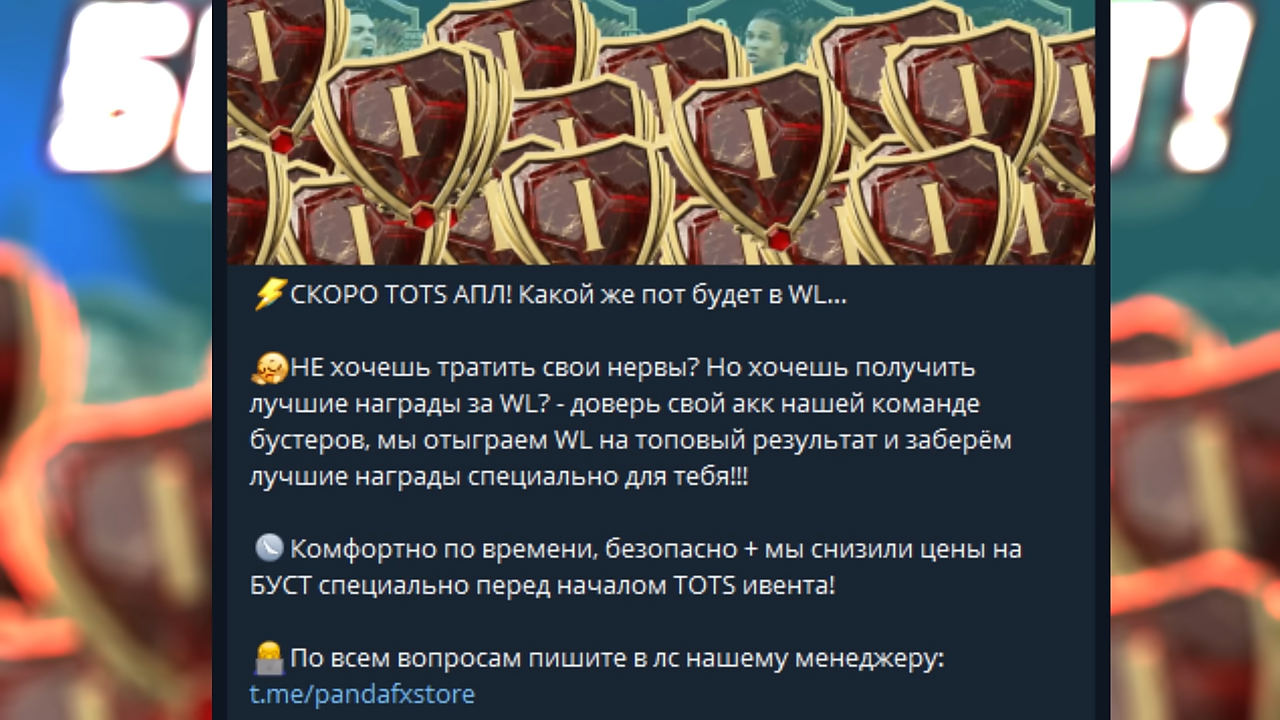 ⚡СКОРО TOTS АПЛ! Какой же пот будет в WL...
НЕ хочешь тратить свои нервы? Но хочешь получить
лучшие награды за WL? - доверь свой акк нашей команде
бустеров, мы отыграем WL на топовый результат и заберём
лучшие награды специально для тебя!!!
Комфортно по времени, безопасно + мы снизили цены на
БУСТ специально перед началом TOTS ивента!
По всем вопросам пишите в лс нашему менеджеру:
t.me/pandafxstore